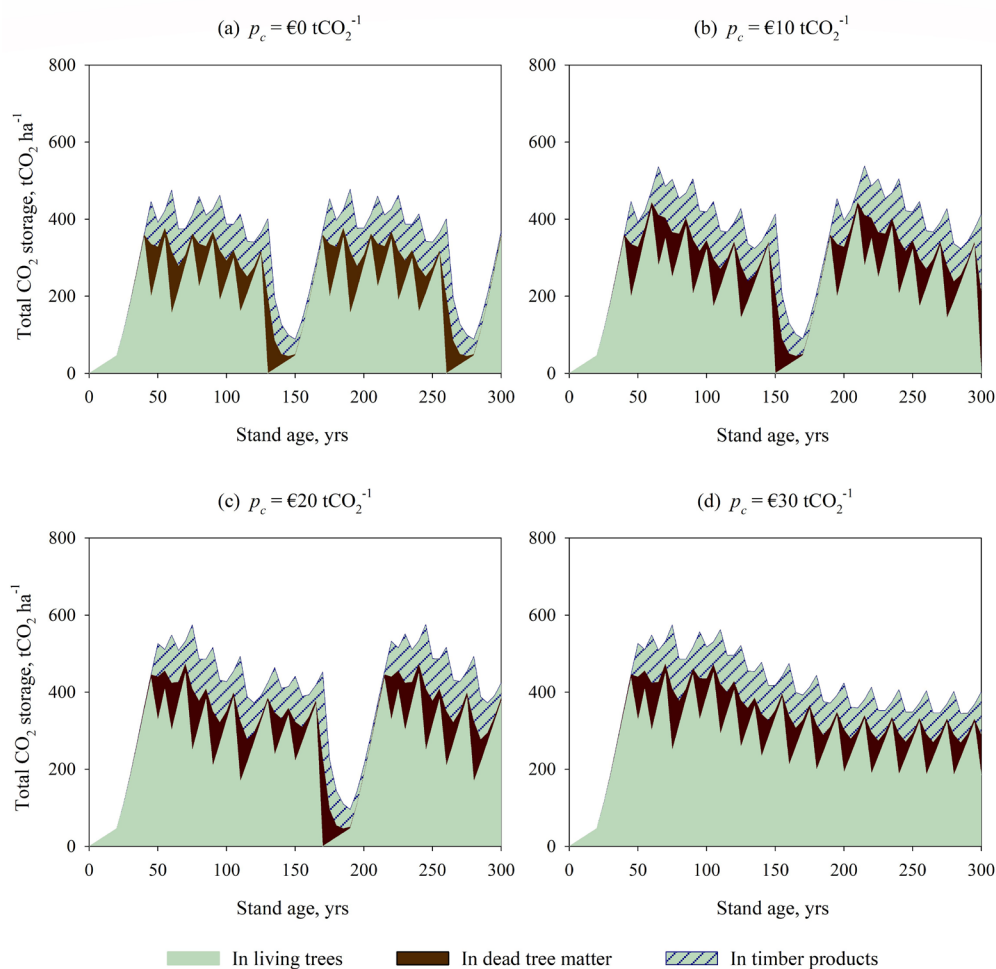 (a) p_c = €0 tCO₂⁻¹
(b) p_c = €10 tCO₂⁻¹
Total CO₂ storage, tCO₂ ha⁻¹
800
600
400
200
0
0 50 100 150 200 250 300
Stand age, yrs
800
600
400
200
0
0 50 100 150 200 250 300
Stand age, yrs
(c) p_c = €20 tCO₂⁻¹
(d) p_c = €30 tCO₂⁻¹
Total CO₂ storage, tCO₂ ha⁻¹
800
600
400
200
0
0 50 100 150 200 250 300
Stand age, yrs
800
600
400
200
0
0 50 100 150 200 250 300
Stand age, yrs
In living trees In dead tree matter In timber products